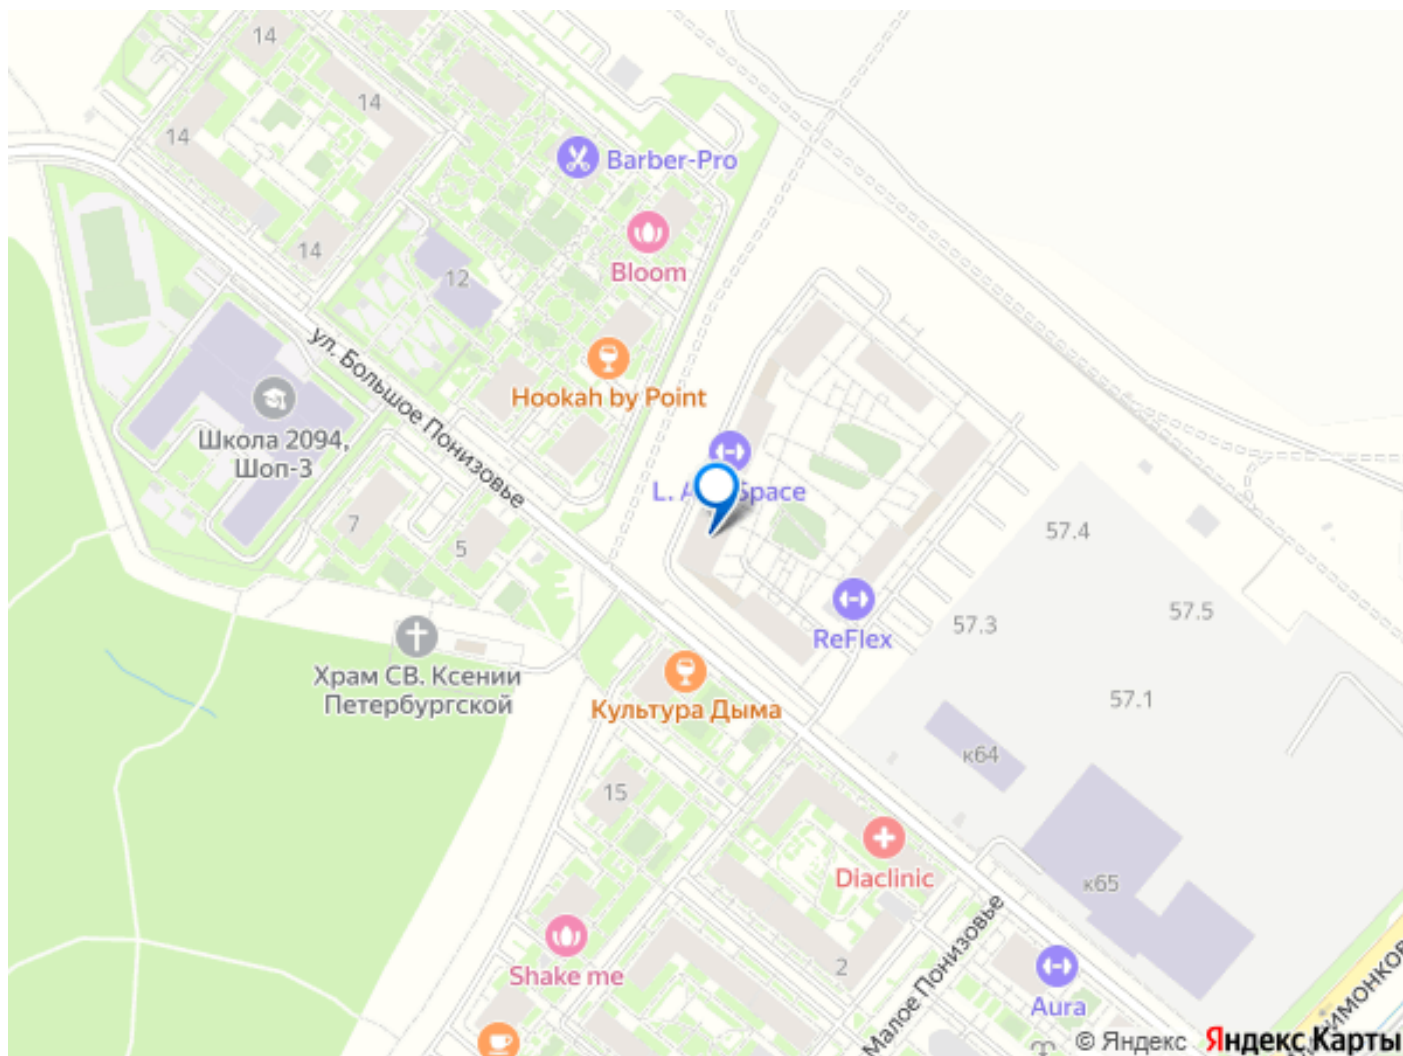 14
14
14
Barber-Pro
14
12
Bloom
ул. Большое Понизовье
Hookah by Point
Школа 2094,
Шоп-3
L.
Space
7
5
57.4
57.5
57.3
ReFlex
Храм СВ. Ксении
Петербургской
Культура Дыма
57.1
к64
15
Diaclinic
к65
Малое Понизовье
2
Shake me
Aura
© Яндекс
Яндекс Карты